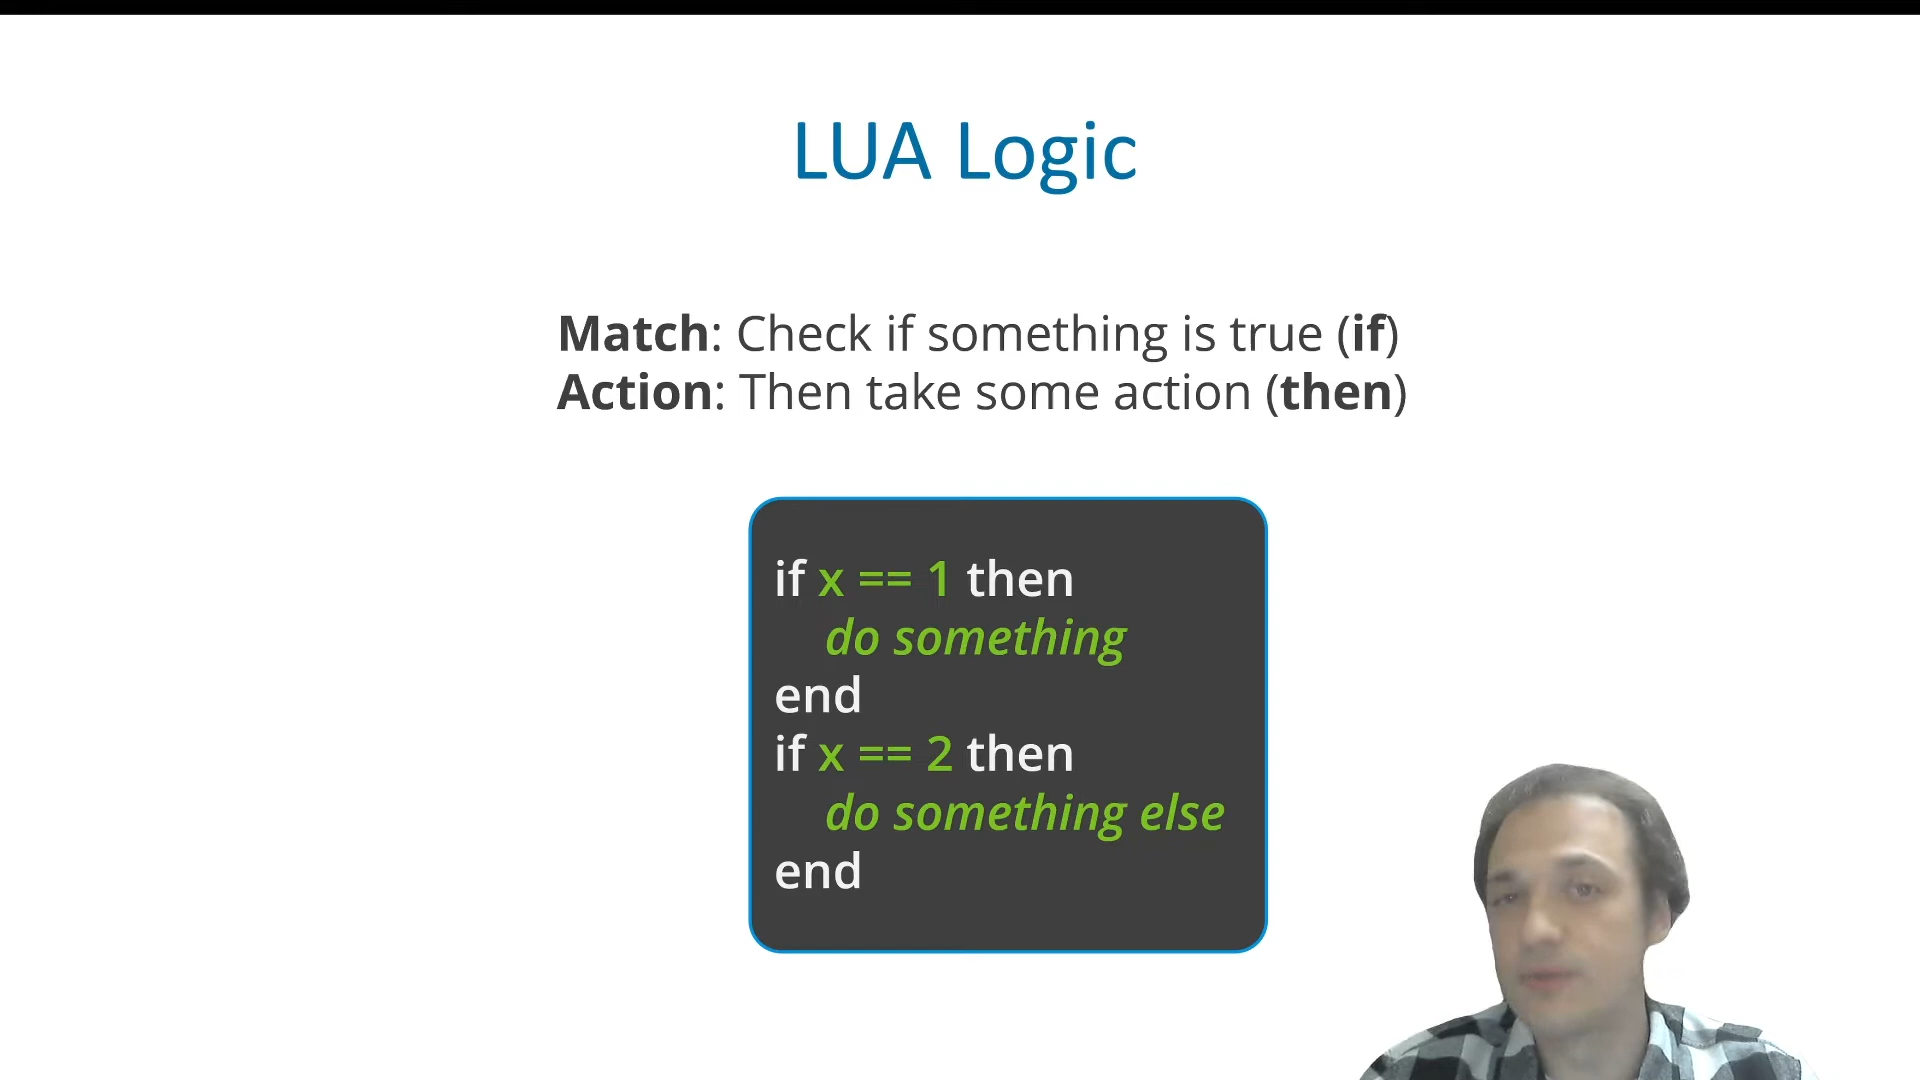 LUA Logic
Match: Check if something is true (if)
Action: Then take some action (then)
if x == 1 then
do something
end
if x == 2 then
do something else
end